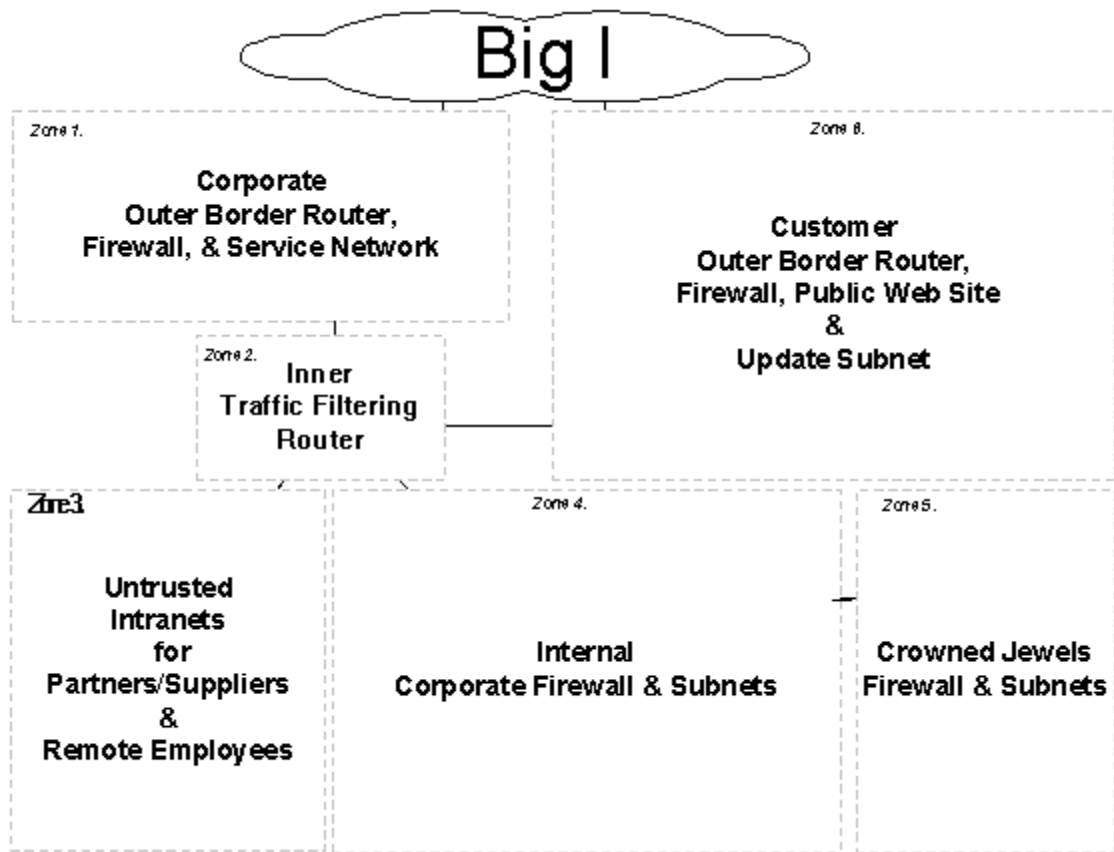 Big I
Zone 1.
Corporate
Outer Border Router,
Firewall, & Service Network
Zone 6.
Customer
Outer Border Router,
Firewall, Public Web Site
&
Update Subnet
Zone 2.
Inner
Traffic Filtering
Router
Zone3.
Untrusted
Intranets
for
Partners/Suppliers
&
Remote Employees
Zone 4.
Internal
Corporate Firewall & Subnets
Zone 5.
Crowned Jewels
Firewall & Subnets